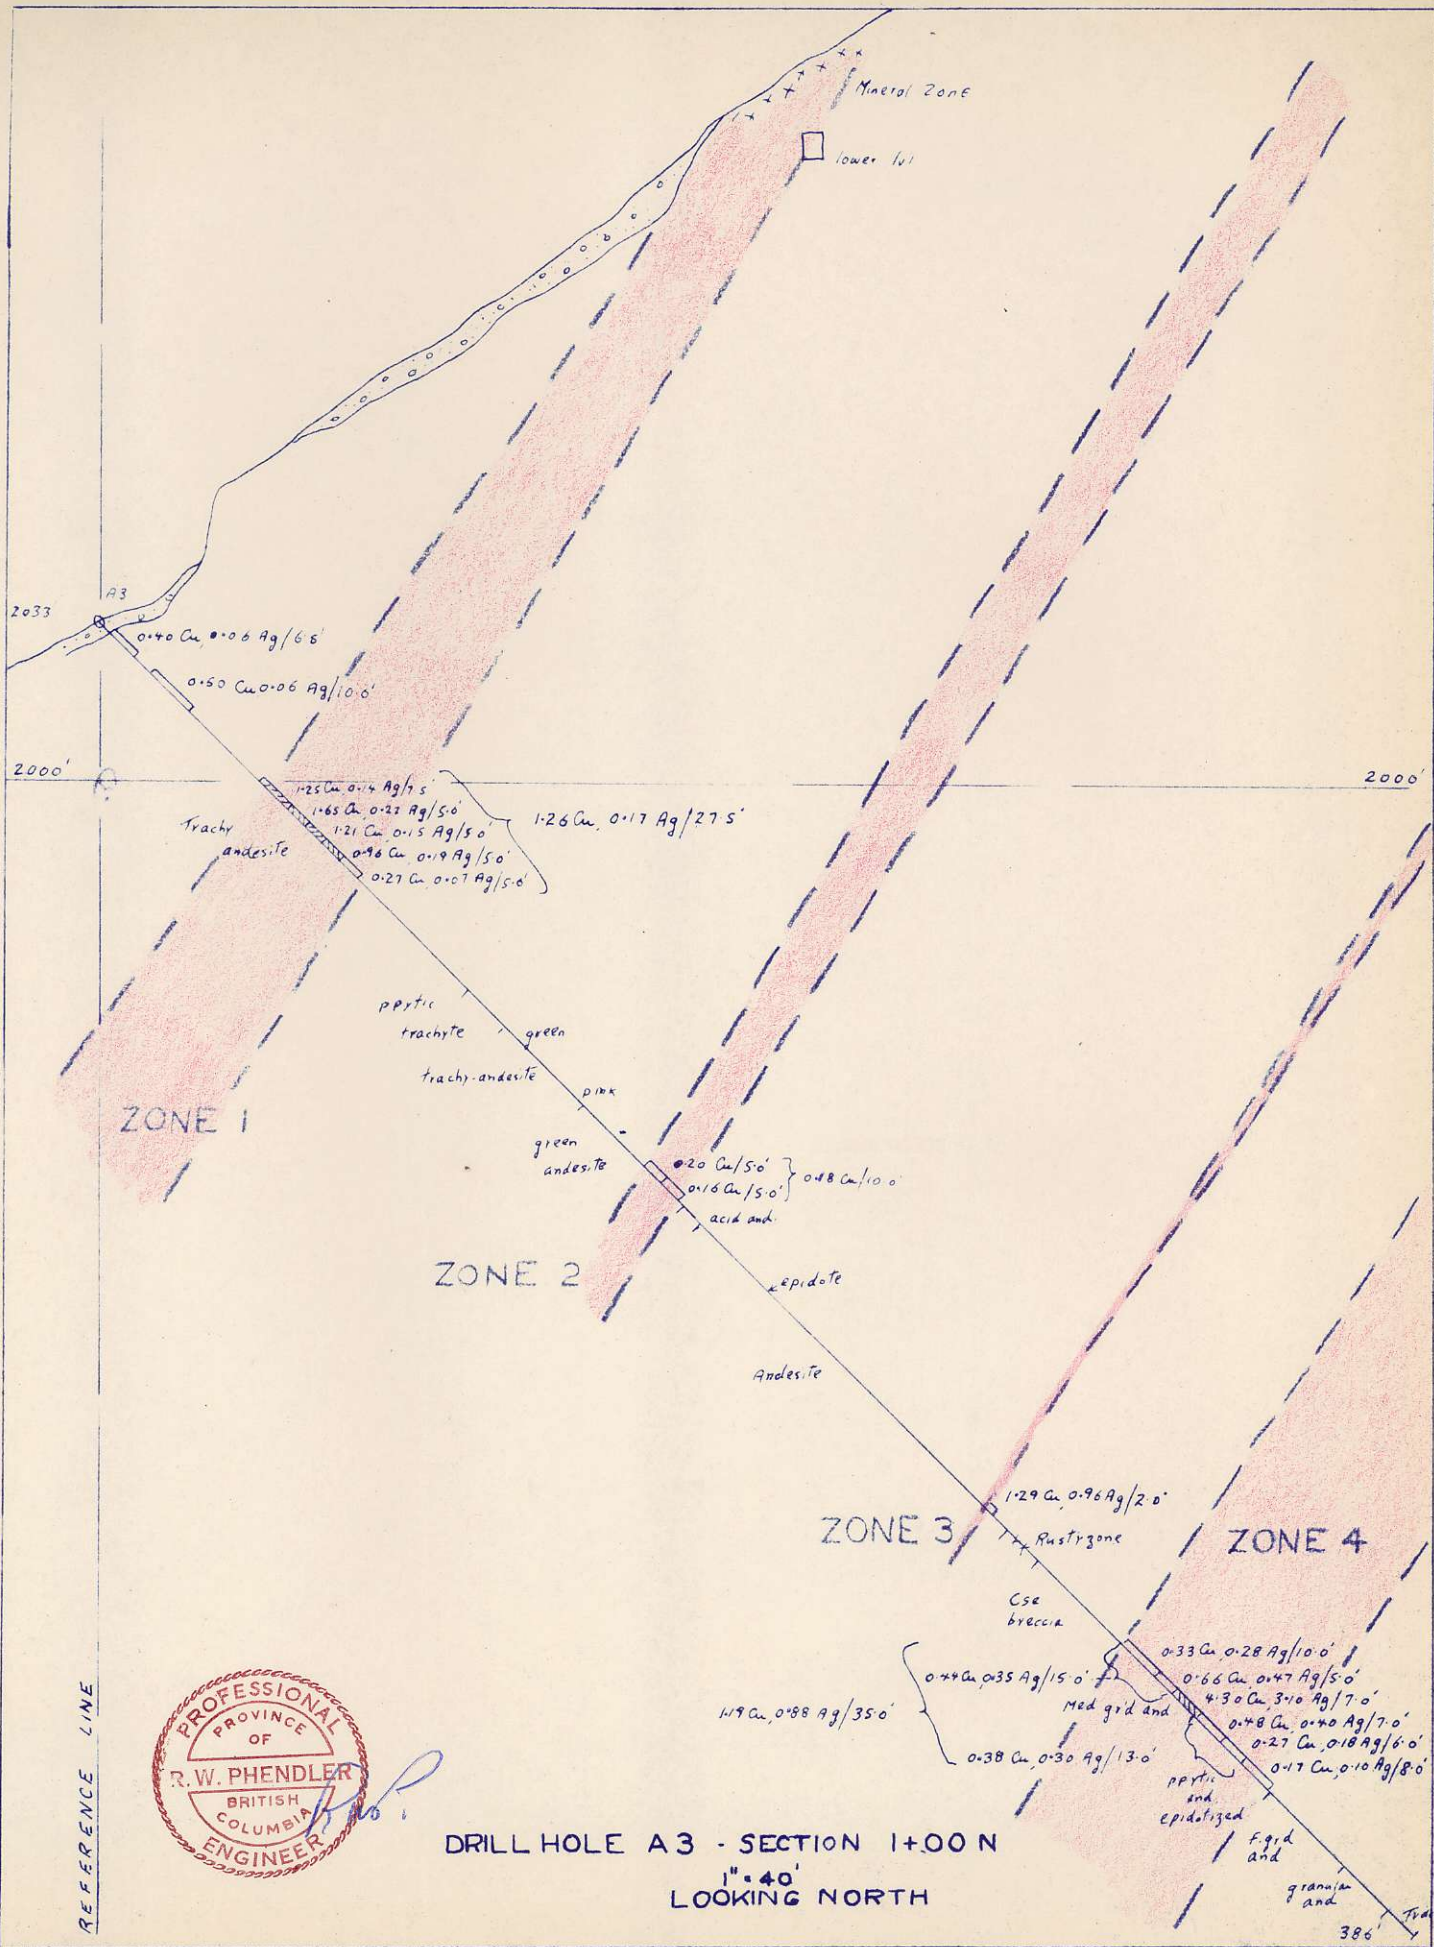 Mineral Zone
lower lvl
A3
2033
0.40 Cu, 0.06 Ag/6.5'
0.50 Cu 0.06 Ag/10.0'
2000'
2000'
1.25 Cu, 0.14 Ag/7.5'
1.65 Cu, 0.22 Ag/5.0'
1.21 Cu, 0.15 Ag/5.0'
0.96 Cu, 0.19 Ag/5.0'
0.27 Cu, 0.07 Ag/5.0'
1.26 Cu, 0.17 Ag/27.5'
Trachy
andesite
ppytic
trachyte
green
trachy-andesite
pink
ZONE 1
green
andesite
0.20 Cu/5.0'
0.16 Cu/5.0'
0.18 Cu/10.0'
acid and.
ZONE 2
epidote
Andesite
1.29 Cu, 0.96 Ag/2.0'
ZONE 3
Rusty zone
ZONE 4
Cse
breccia
0.33 Cu, 0.28 Ag/10.0'
0.66 Cu, 0.47 Ag/5.0'
4.30 Cu, 3.10 Ag/7.0'
0.48 Cu, 0.40 Ag/7.0'
0.27 Cu, 0.18 Ag/6.0'
0.17 Cu, 0.10 Ag/8.0'
0.44 Cu, 0.35 Ag/15.0'
Med grd and
1.19 Cu, 0.88 Ag/35.0'
0.38 Cu, 0.30 Ag/13.0'
ppytic
and
epidotized
F.grd
and
granular
and
386'
REFERENCE LINE
PROFESSIONAL
PROVINCE
OF
R. W. PHENDLER
BRITISH
COLUMBIA
ENGINEER
DRILL HOLE A3 - SECTION 1+00 N
1" = 40'
LOOKING NORTH